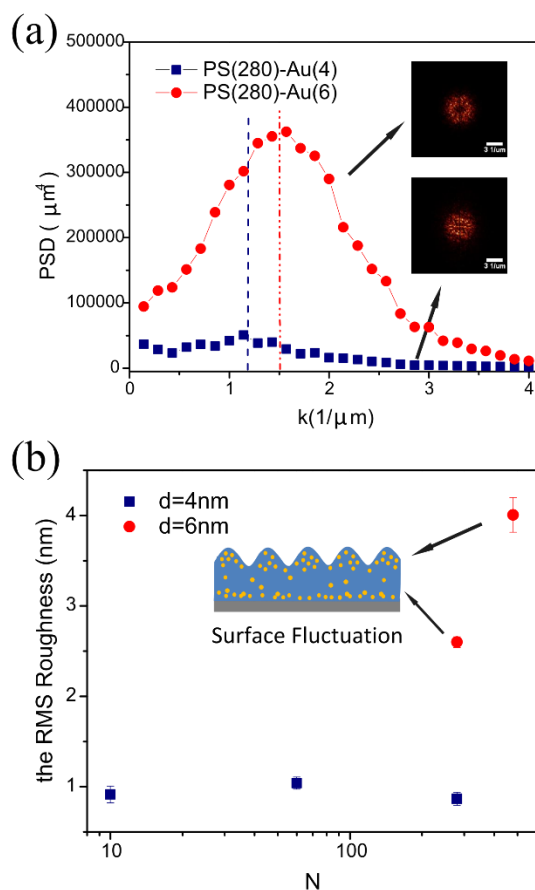 (a)
500000
400000
300000
200000
100000
0
PSD ( μm⁴)
PS(280)-Au(4)
PS(280)-Au(6)
3 1/um
3 1/um
0 1 2 3 4
k(1/μm)
(b)
4
3
2
1
the RMS Roughness (nm)
d=4nm
d=6nm
Surface Fluctuation
10 100
N